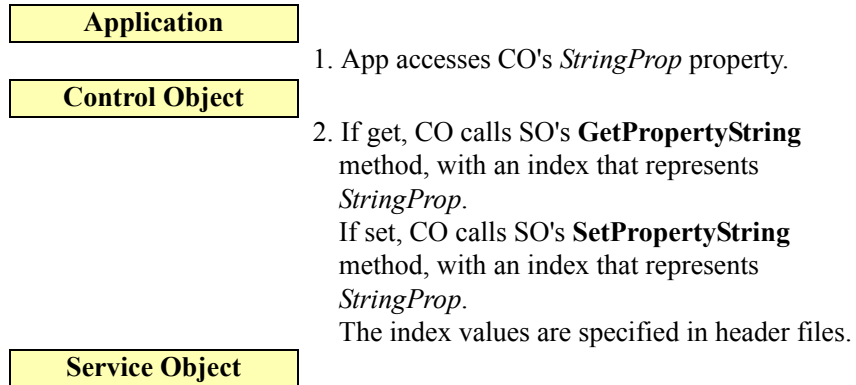 Application
1. App accesses CO's StringProp property.
Control Object
2. If get, CO calls SO's GetPropertyString
method, with an index that represents
StringProp.
If set, CO calls SO's SetPropertyString
method, with an index that represents
StringProp.
The index values are specified in header files.
Service Object